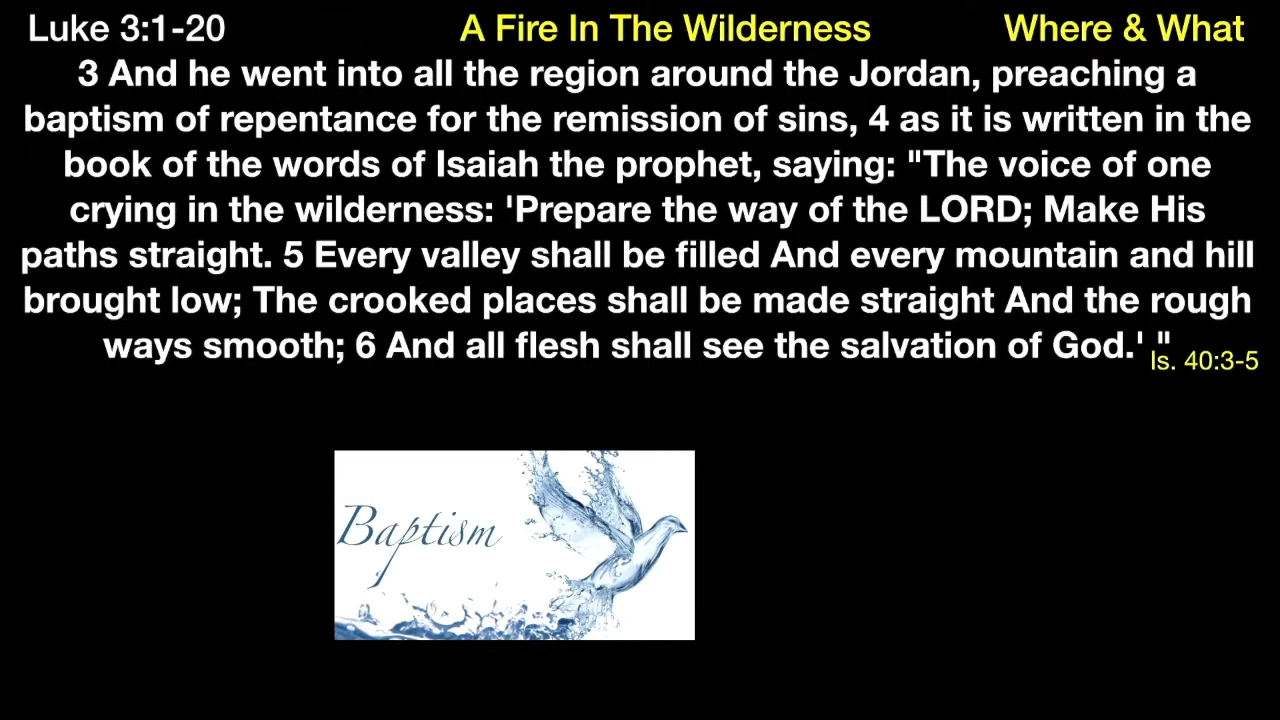 Luke 3:1-20 A Fire In The Wilderness Where & What
3 And he went into all the region around the Jordan, preaching a
baptism of repentance for the remission of sins, 4 as it is written in the
book of the words of Isaiah the prophet, saying: "The voice of one
crying in the wilderness: 'Prepare the way of the LORD; Make His
paths straight. 5 Every valley shall be filled And every mountain and hill
brought low; The crooked places shall be made straight And the rough
ways smooth; 6 And all flesh shall see the salvation of God.' "
Is. 40:3-5
Baptism